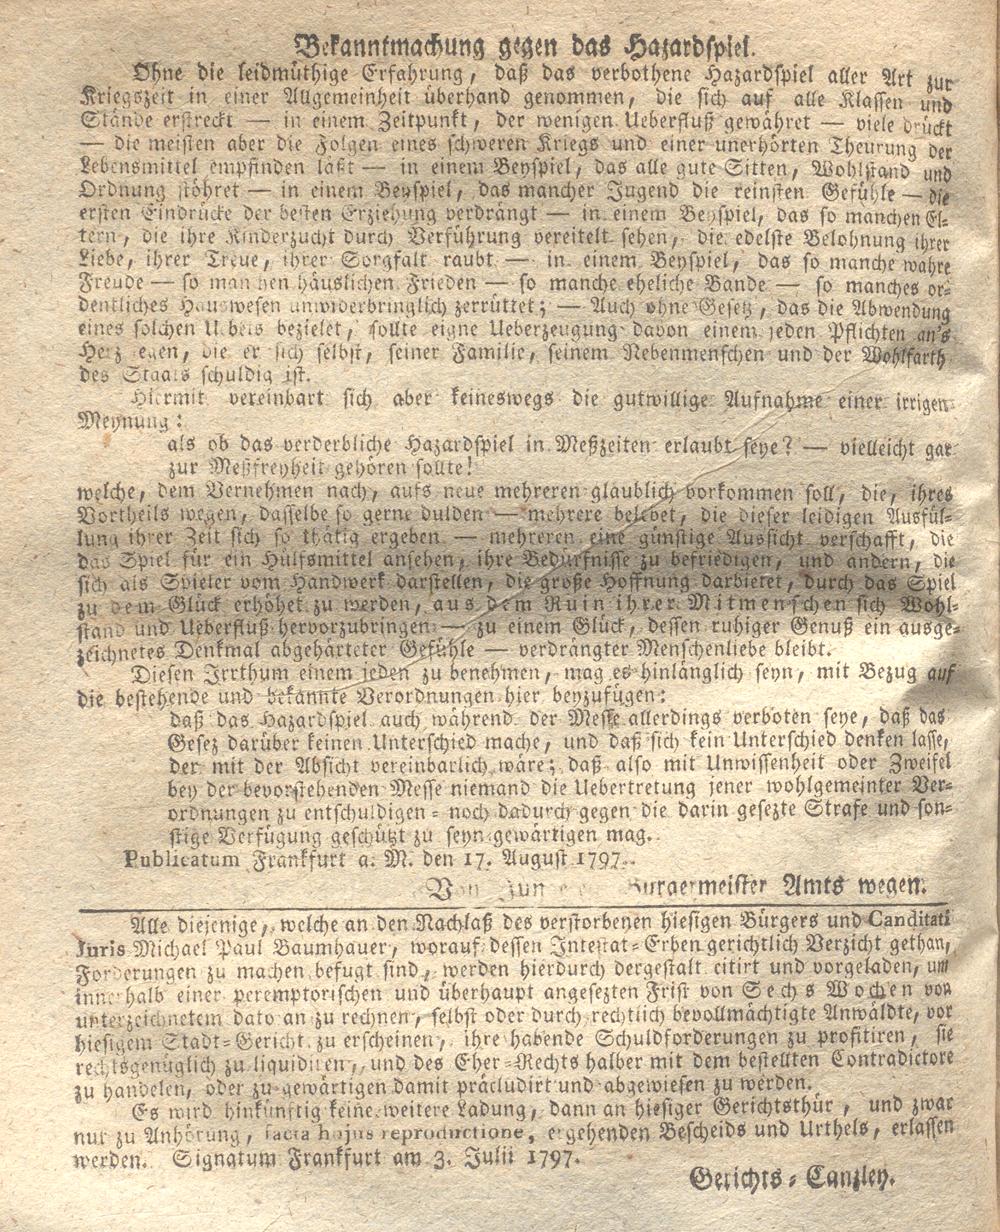 Bekanntmachung gegen das Hazardspiel.
Ohne die leidmüthige Erfahrung, daß das verbothene Hazardspiel aller Art zur
Kriegszeit in einer Allgemeinheit überhand genommen, die sich auf alle Klassen und
Stände erstreckt — in einem Zeitpunkt, der wenigen Ueberfluß gewähret — viele drückt
— die meisten aber die Folgen eines schweren Kriegs und einer unerhörten Theurung der
Lebensmittel empfinden läßt — in einem Beyspiel, das alle gute Sitten, Wohlstand und
Ordnung stöhret — in einem Beyspiel, das mancher Jugend die reinsten Gefühle — die
ersten Eindrücke der besten Erziehung verdrängt — in einem Beyspiel, das so manchen El-
tern, die ihre Kinderzucht durch Verführung vereitelt sehen, die edelste Belohnung ihrer
Liebe, ihrer Treue, ihrer Sorgfalt raubt — in einem Beyspiel, das so manche wahre
Freude — so manchen häuslichen Frieden — so manche eheliche Bande — so manches or-
dentliches Hauswesen unwiderbringlich zerrüttet; — Auch ohne Gesetz, das die Abwendung
eines solchen Uebels bezielet, sollte eigne Ueberzeugung davon einem jeden Pflichten an's
Herz legen, die er sich selbst, seiner Familie, seinem Nebenmenschen und der Wohlfarth
des Staats schuldig ist.
Hiermit vereinbart sich aber keineswegs die gutwillige Aufnahme einer irrigen
Meynung:
als ob das verderbliche Hazardspiel in Meßzeiten erlaubt seye? — vielleicht gar
zur Meßfreyheit gehören sollte!
welche, dem Vernehmen nach, aufs neue mehreren glaublich vorkommen soll, die, ihres
Vortheils wegen, dasselbe so gerne dulden — mehrere belebet, die dieser leidigen Ausfül-
lung ihrer Zeit sich so thätig ergeben — mehreren eine günstige Aussicht verschafft, die
das Spiel für ein Hülfsmittel ansehen, ihre Bedürfnisse zu befriedigen, und andern, die
sich als Spieler vom Handwerk darstellen, die große Hoffnung darbietet, durch das Spiel
zu dem Glück erhöhet zu werden, aus dem Ruin ihrer Mitmenschen sich Wohl-
stand und Ueberfluß hervorzubringen — zu einem Glück, dessen ruhiger Genuß ein ausge-
zeichnetes Denkmal abgehärteter Gefühle — verdrängter Menschenliebe bleibt.
Diesen Irrthum einem jeden zu benehmen, mag es hinlänglich seyn, mit Bezug auf
die bestehende und bekannte Verordnungen hier beyzufügen:
daß das Hazardspiel auch während der Messe allerdings verboten seye, daß das
Gesez darüber keinen Unterschied mache, und daß sich kein Unterschied denken lasse,
der mit der Absicht vereinbarlich wäre; daß also mit Unwissenheit oder Zweifel
bey der bevorstehenden Messe niemand die Uebertretung jener wohlgemeinter Ver-
ordnungen zu entschuldigen - noch dadurch gegen die darin gesezte Strafe und son-
stige Verfügung geschützt zu seyn gewärtigen mag.
Publicatum Frankfurt a. M. den 17. August 1797.
Von Burgermeister Amts wegen.
Alle diejenige, welche an den Nachlaß des verstorbenen hiesigen Bürgers und Canditati
Juris Michael Paul Baumhauer, worauf dessen Intestat-Erben gerichtlich Verzicht gethan,
Forderungen zu machen befugt sind, werden hierdurch dergestalt citirt und vorgeladen, um
innerhalb einer peremptorischen und überhaupt angesezten Frist von Sechs Wochen von
unterzeichnetem dato an zu rechnen, selbst oder durch rechtlich bevollmächtigte Anwäldte, vor
hiesigem Stadt-Gericht zu erscheinen, ihre habende Schuldforderungen zu profitiren, sie
rechtsgenüglich zu liquidiren, und des Eher-Rechts halber mit dem bestellten Contradictore
zu handelen, oder zu gewärtigen damit präcludirt und abgewiesen zu werden.
Es wird hinkünftig keine weitere Ladung, dann an hiesiger Gerichtsthür, und zwar
nur zu Anhörung, facta hujus reproductione, ergehenden Bescheids und Urthels, erlassen
werden. Signatum Frankfurt am 3. Julii 1797.
Gerichts-Canzley.